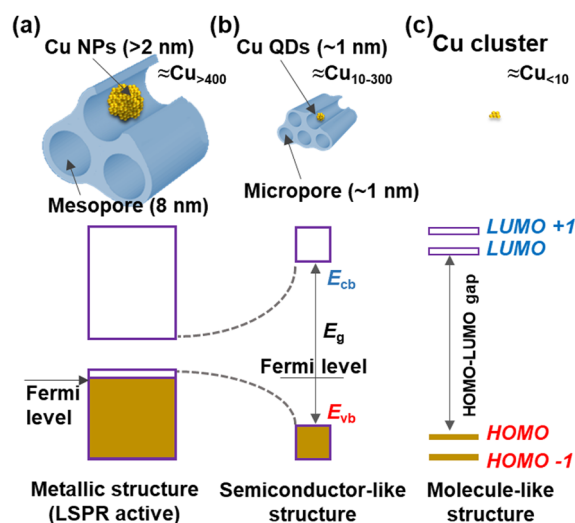 (a)
Cu NPs (>2 nm)
≈Cu>400
Mesopore (8 nm)
Fermi
level
Metallic structure
(LSPR active)
(b)
Cu QDs (~1 nm)
≈Cu10-300
Micropore (~1 nm)
Ecb
Eg
Fermi level
Evb
Semiconductor-like
structure
(c)
Cu cluster
≈Cu<10
LUMO +1
LUMO
HOMO-LUMO gap
HOMO
HOMO -1
Molecule-like
structure